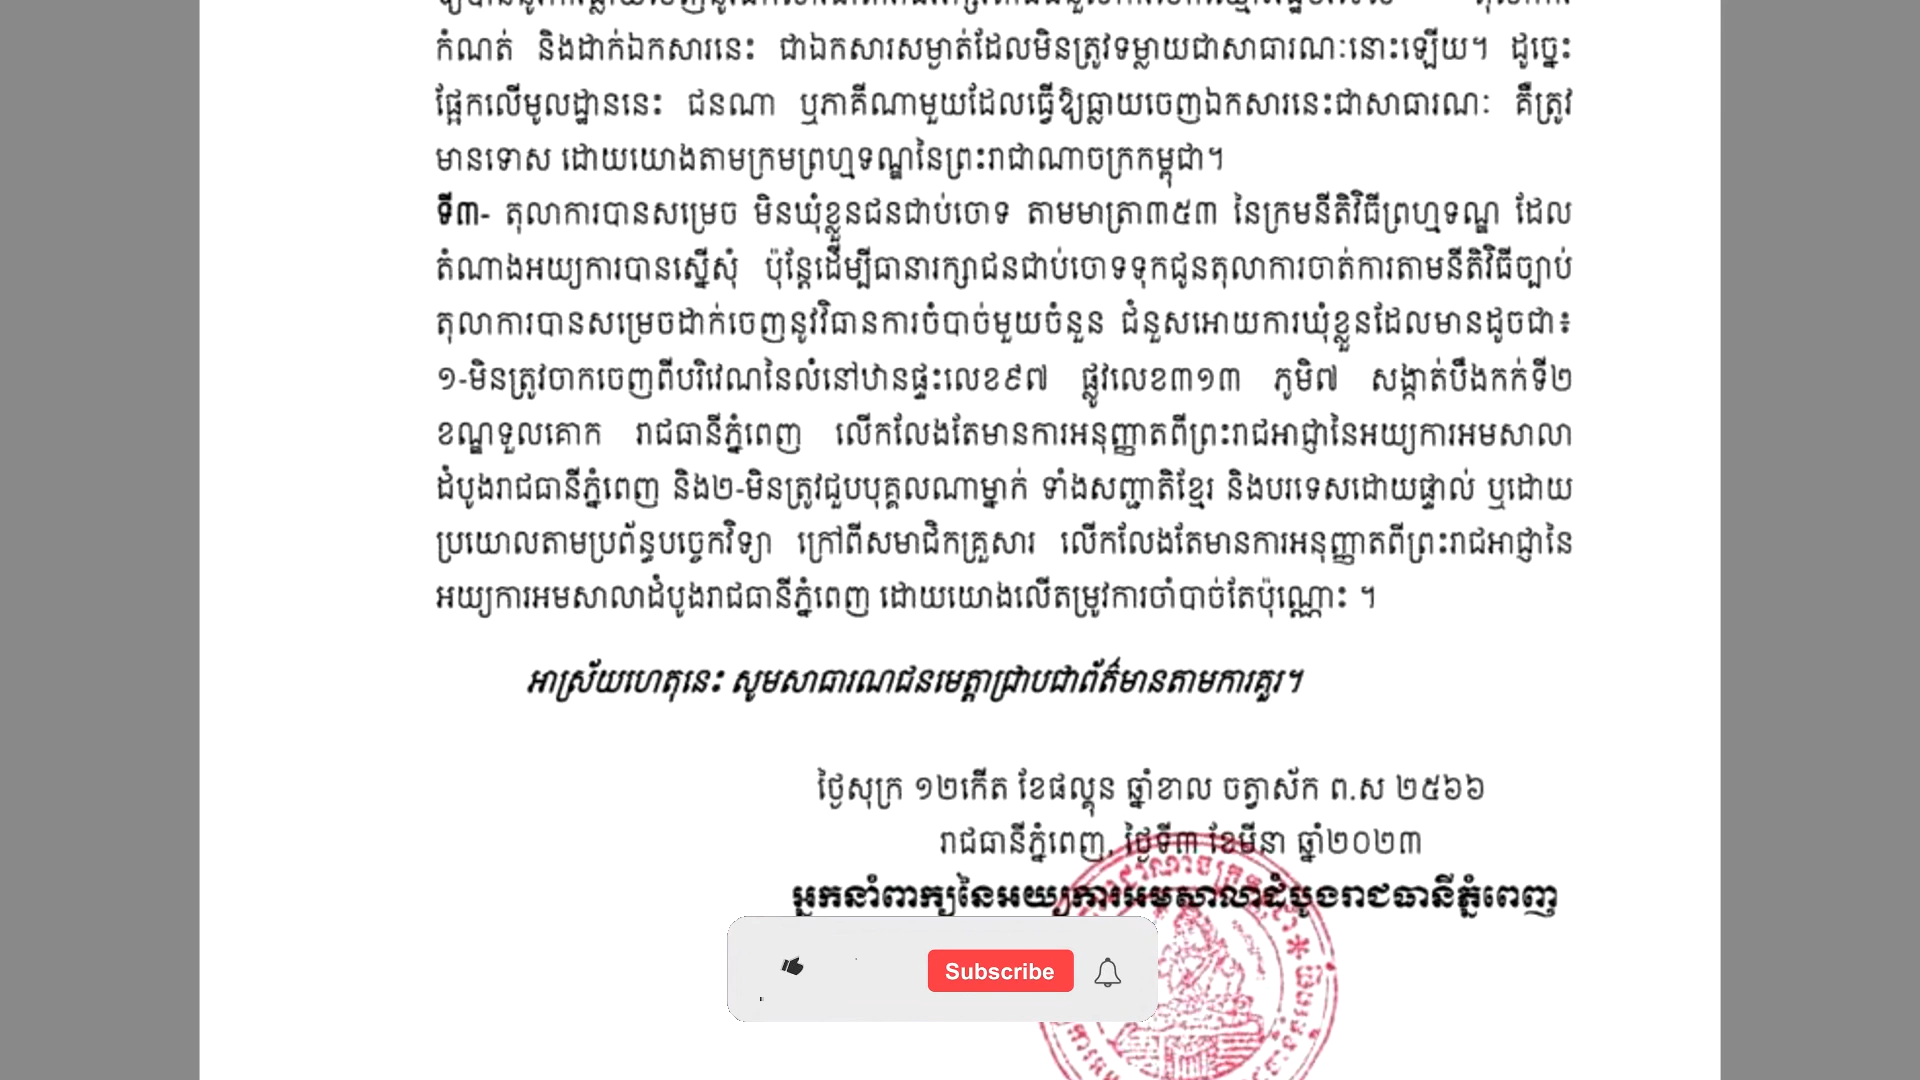 កំណត់ និងដាក់ឯកសារនេះ ជាឯកសារសម្ងាត់ដែលមិនត្រូវទម្លាយជាសាធារណៈនោះឡើយ។ ដូច្នេះ
ផ្អែកលើមូលដ្ឋាននេះ ជនណា ឬភាគីណាមួយដែលធ្វើឱ្យធ្លាយចេញឯកសារនេះជាសាធារណៈ គឺត្រូវ
មានទោស ដោយយោងតាមក្រមព្រហ្មទណ្ឌនៃព្រះរាជាណាចក្រកម្ពុជា។
ទី៣- តុលាការបានសម្រេច មិនឃុំខ្លួនជនជាប់ចោទ តាមមាត្រា៣៥៣ នៃក្រមនីតិវិធីព្រហ្មទណ្ឌ ដែល
តំណាងអយ្យការបានស្នើសុំ ប៉ុន្តែដើម្បីធានារក្សាជនជាប់ចោទទុកជូនតុលាការចាត់ការតាមនីតិវិធីច្បាប់
តុលាការបានសម្រេចដាក់ចេញនូវវិធានការចំបាច់មួយចំនួន ជំនួសអោយការឃុំខ្លួនដែលមានដូចជា៖
១-មិនត្រូវចាកចេញពីបរិវេណនៃលំនៅឋានផ្ទះលេខ៩៧ ផ្លូវលេខ៣១៣ ភូមិ៧ សង្កាត់បឹងកក់ទី២
ខណ្ឌទួលគោក រាជធានីភ្នំពេញ លើកលែងតែមានការអនុញ្ញាតពីព្រះរាជអាជ្ញានៃអយ្យការអមសាលា
ដំបូងរាជធានីភ្នំពេញ និង២-មិនត្រូវជួបបុគ្គលណាម្នាក់ ទាំងសញ្ជាតិខ្មែរ និងបរទេសដោយផ្ទាល់ ឬដោយ
ប្រយោលតាមប្រព័ន្ធបច្ចេកវិទ្យា ក្រៅពីសមាជិកគ្រួសារ លើកលែងតែមានការអនុញ្ញាតពីព្រះរាជអាជ្ញានៃ
អយ្យការអមសាលាដំបូងរាជធានីភ្នំពេញ ដោយយោងលើតម្រូវការចាំបាច់តែប៉ុណ្ណោះ ។
អាស្រ័យហេតុនេះ សូមសាធារណជនមេត្តាជ្រាបជាព័ត៌មានតាមការគួរ។
ថ្ងៃសុក្រ ១២កើត ខែផល្គុន ឆ្នាំខាល ចត្វាស័ក ព.ស ២៥៦៦
រាជធានីភ្នំពេញ, ថ្ងៃទី៣ ខែមីនា ឆ្នាំ២០២៣
អ្នកនាំពាក្យនៃអយ្យការអមសាលាដំបូងរាជធានីភ្នំពេញ
Subscribe